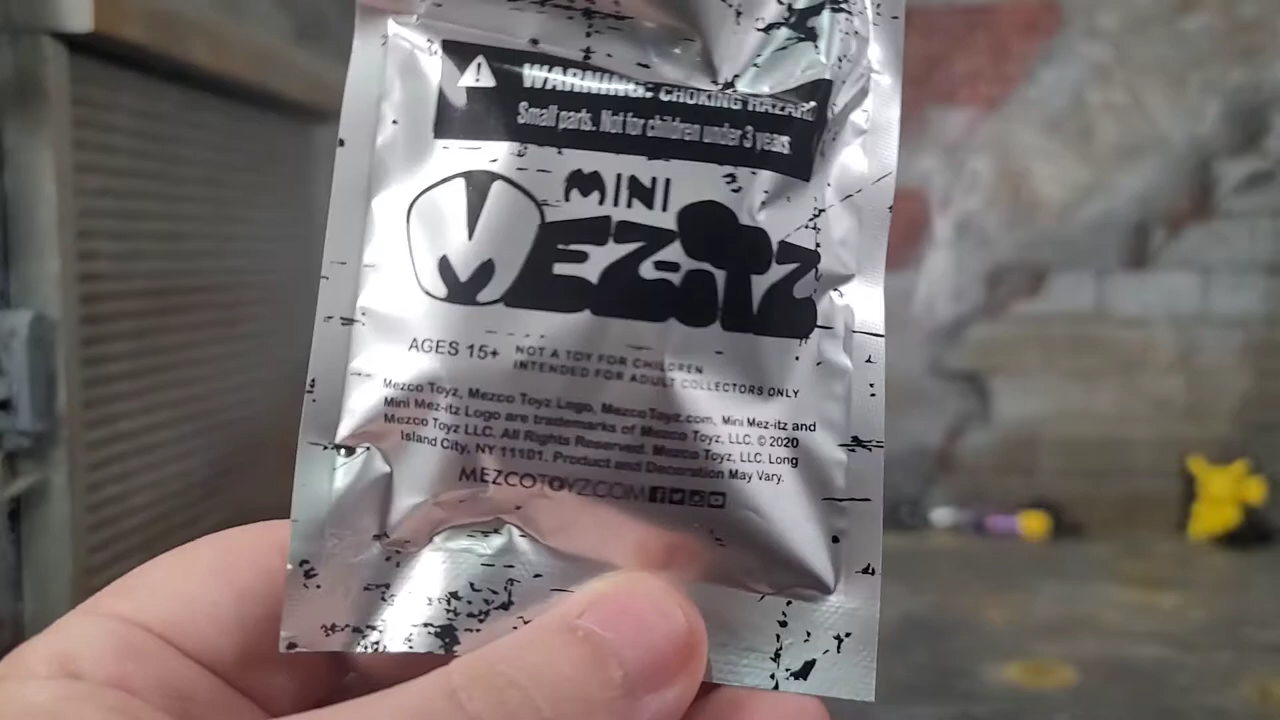 WARNING: CHOKING HAZARD
Small parts. Not for children under 3 years.
MINI
MEZ-itZ
AGES 15+
NOT A TOY FOR CHILDREN
INTENDED FOR ADULT COLLECTORS ONLY
Mezco Toyz, Mezco Toyz Logo, MezcoToyz.com, Mini Mez-itz and
Mini Mez-itz Logo are trademarks of Mezco Toyz, LLC. © 2020
Mezco Toyz LLC. All Rights Reserved. Mezco Toyz, LLC. Long
Island City, NY 11101. Product and Decoration May Vary.
MEZCOTOYZ.COM